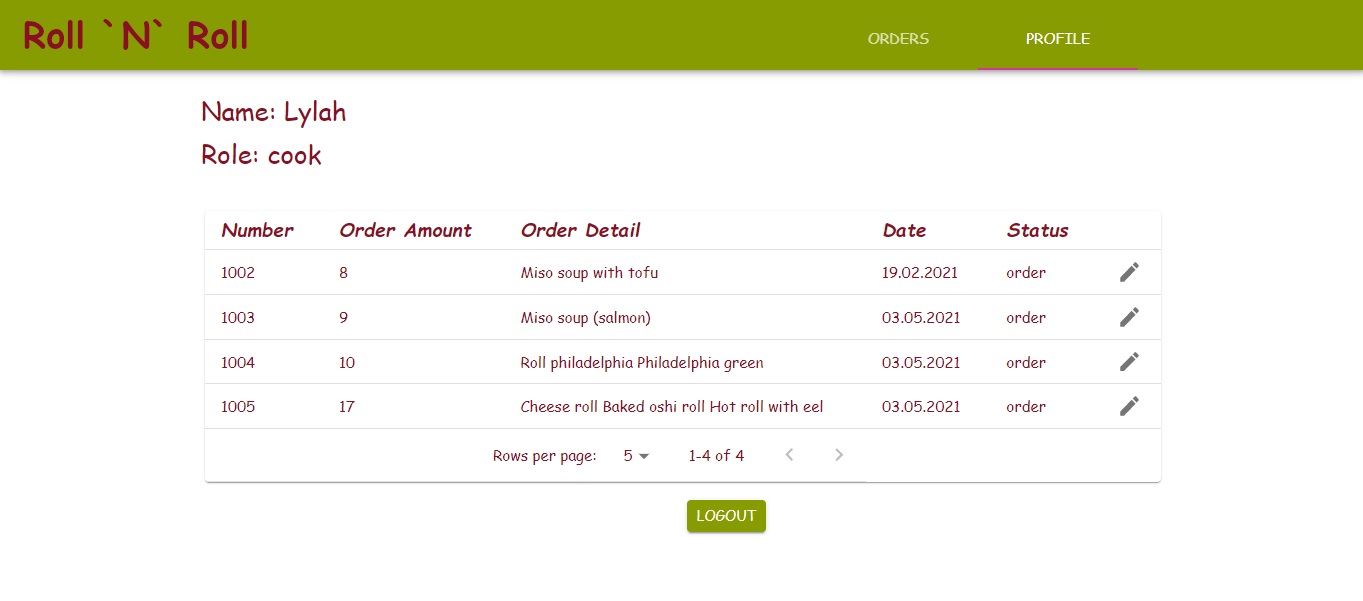 Roll `N` Roll ORDERS PROFILE
Name: Lylah
Role: cook
Number Order Amount Order Detail Date Status
1002 8 Miso soup with tofu 19.02.2021 order
1003 9 Miso soup (salmon) 03.05.2021 order
1004 10 Roll philadelphia Philadelphia green 03.05.2021 order
1005 17 Cheese roll Baked oshi roll Hot roll with eel 03.05.2021 order
Rows per page: 5 1-4 of 4
LOGOUT